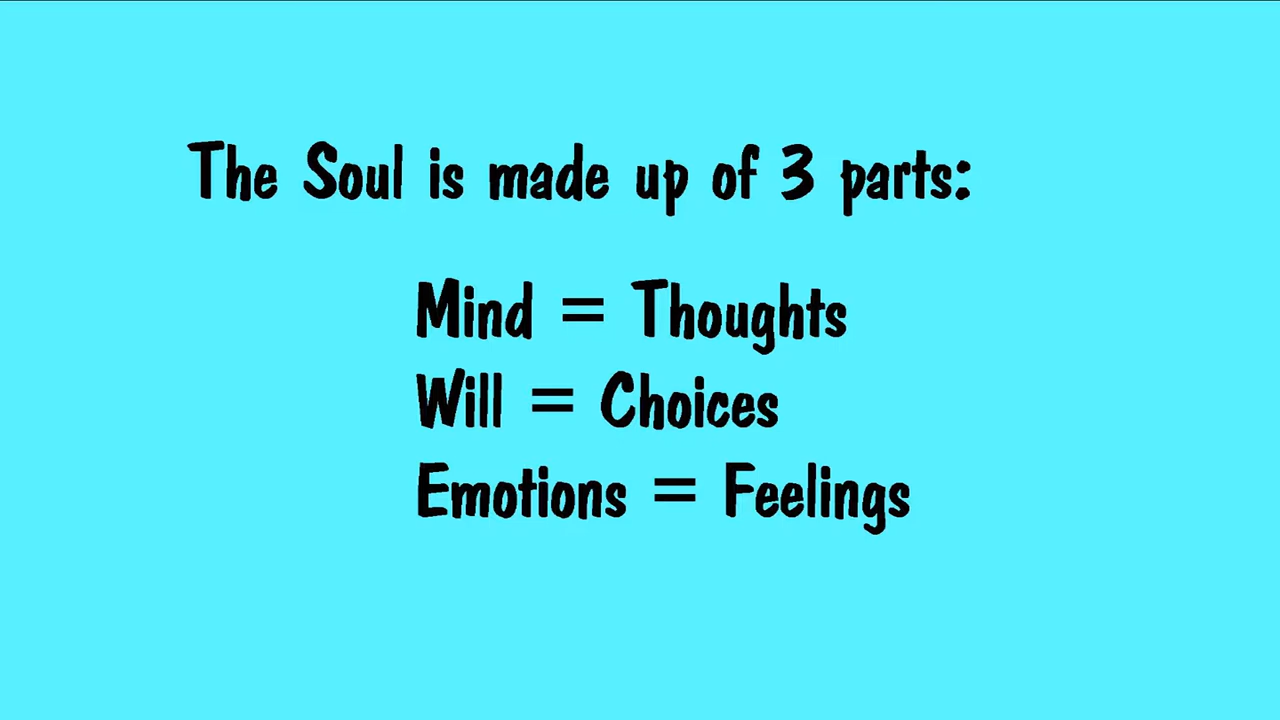 The Soul is made up of 3 parts:
Mind = Thoughts
Will = Choices
Emotions = Feelings